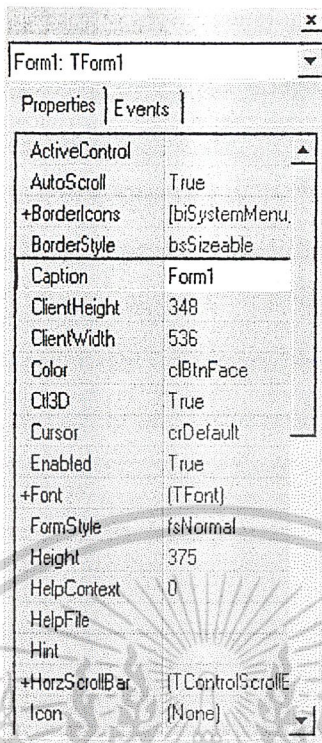 x
Form1: TForm1
Properties Events
ActiveControl
AutoScroll True
+BorderIcons [biSystemMenu,
BorderStyle bsSizeable
Caption Form1
ClientHeight 348
ClientWidth 536
Color clBtnFace
Ctl3D True
Cursor crDefault
Enabled True
+Font (TFont)
FormStyle fsNormal
Height 375
HelpContext 0
HelpFile
Hint
+HorzScrollBar (TControlScrollB
Icon (None)